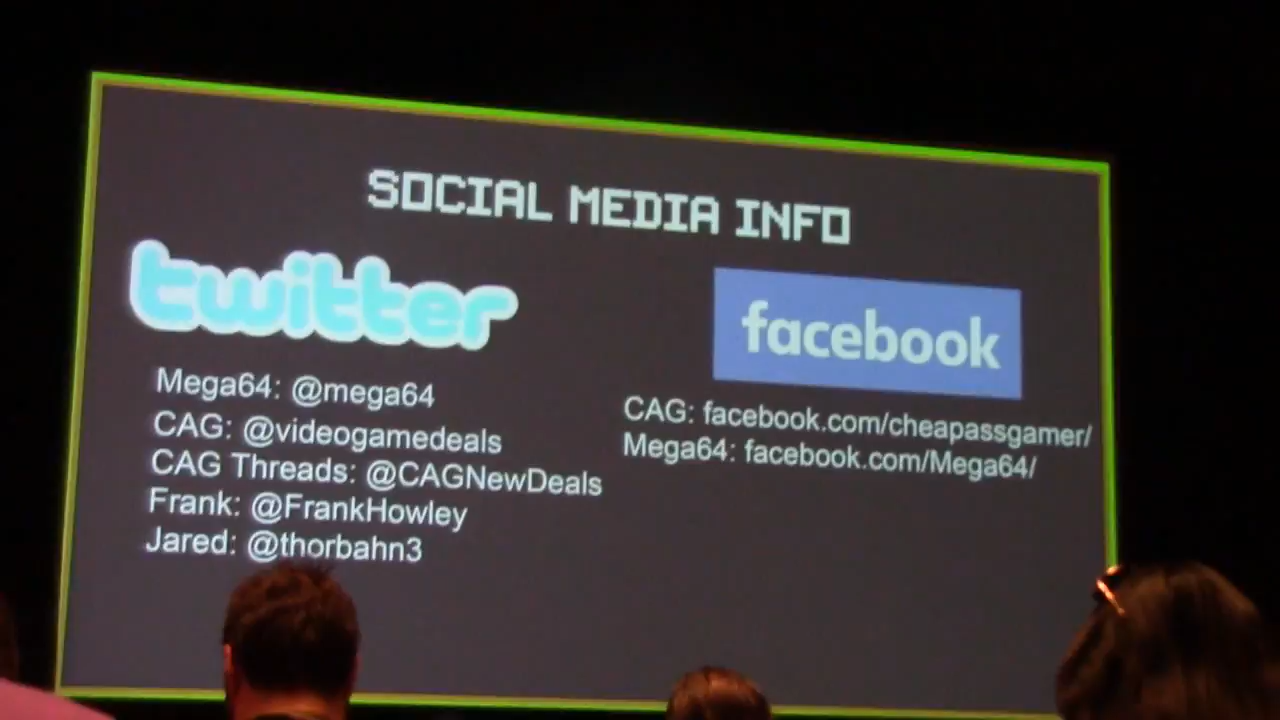 SOCIAL MEDIA INFO
twitter
Mega64: @mega64
CAG: @videogamedeals
CAG Threads: @CAGNewDeals
Frank: @FrankHowley
Jared: @thorbahn3
facebook
CAG: facebook.com/cheapassgamer/
Mega64: facebook.com/Mega64/